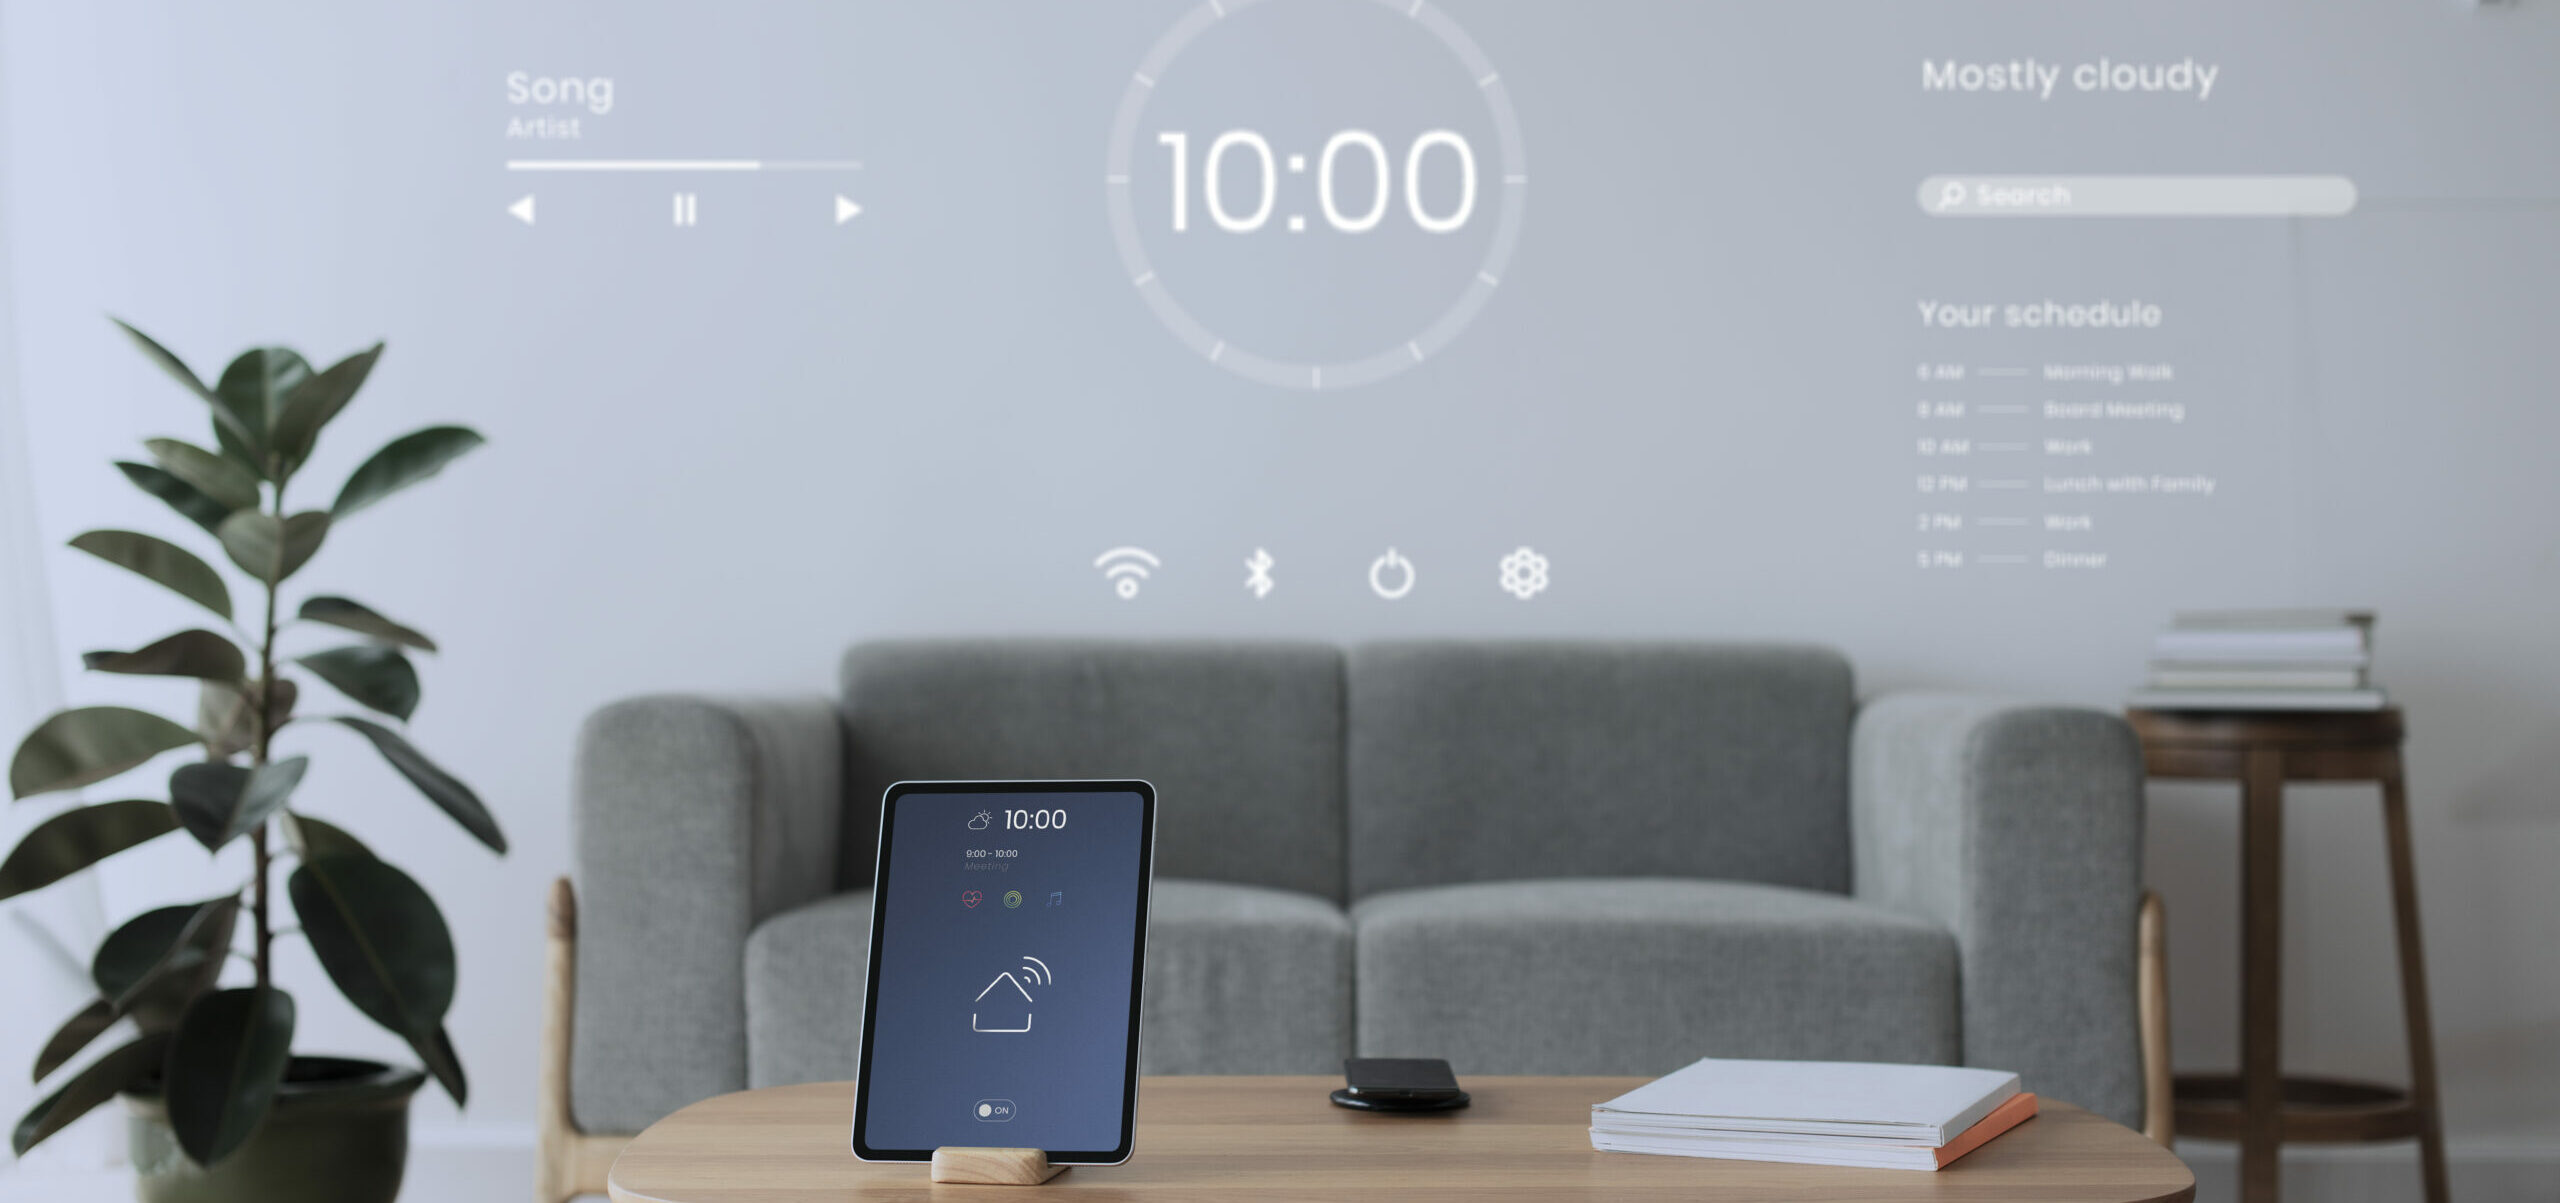 Song
Artist
10:00
Mostly cloudy
Search
Your schedule
6 AM Morning Walk
8 AM Board Meeting
10 AM Work
12 PM Lunch with Family
2 PM Work
5 PM Dinner
10:00
9:00 - 10:00
Meeting
ON